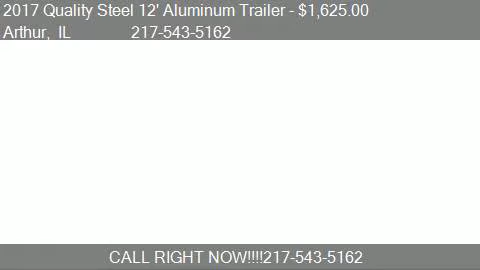 2017 Quality Steel 12' Aluminum Trailer - $1,625.00
Arthur,  IL 217-543-5162
CALL RIGHT NOW!!!!217-543-5162